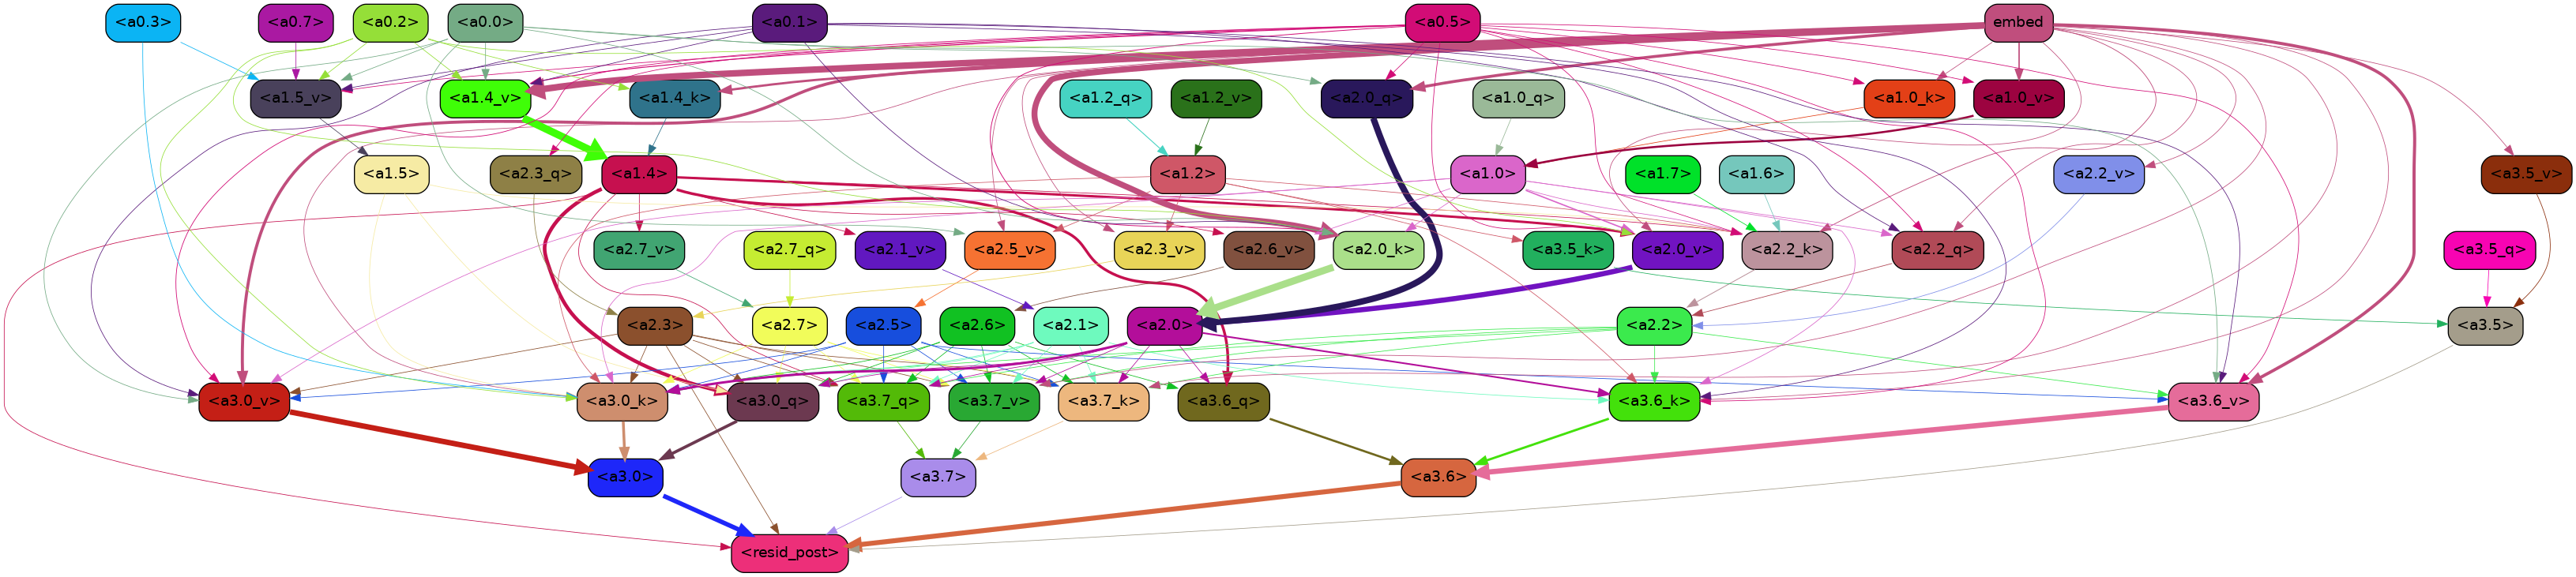 <a0.3> <a0.7> <a0.2> <a0.0> <a0.1> <a0.5> embed
<a1.5_v> <a1.4_v> <a1.4_k> <a1.2_q> <a1.2_v> <a2.0_q> <a1.0_q> <a1.0_k> <a1.0_v>
<a1.5> <a2.3_q> <a1.4> <a1.2> <a1.0> <a1.7> <a1.6> <a2.2_v> <a3.5_v>
<a2.7_v> <a2.7_q> <a2.1_v> <a2.5_v> <a2.3_v> <a2.6_v> <a2.0_k> <a3.5_k> <a2.0_v> <a2.2_k> <a2.2_q> <a3.5_q>
<a2.3> <a2.7> <a2.5> <a2.6> <a2.1> <a2.0> <a2.2> <a3.5>
<a3.0_v> <a3.0_k> <a3.0_q> <a3.7_q> <a3.7_v> <a3.7_k> <a3.6_q> <a3.6_k> <a3.6_v>
<a3.0> <a3.7> <a3.6>
<resid_post>